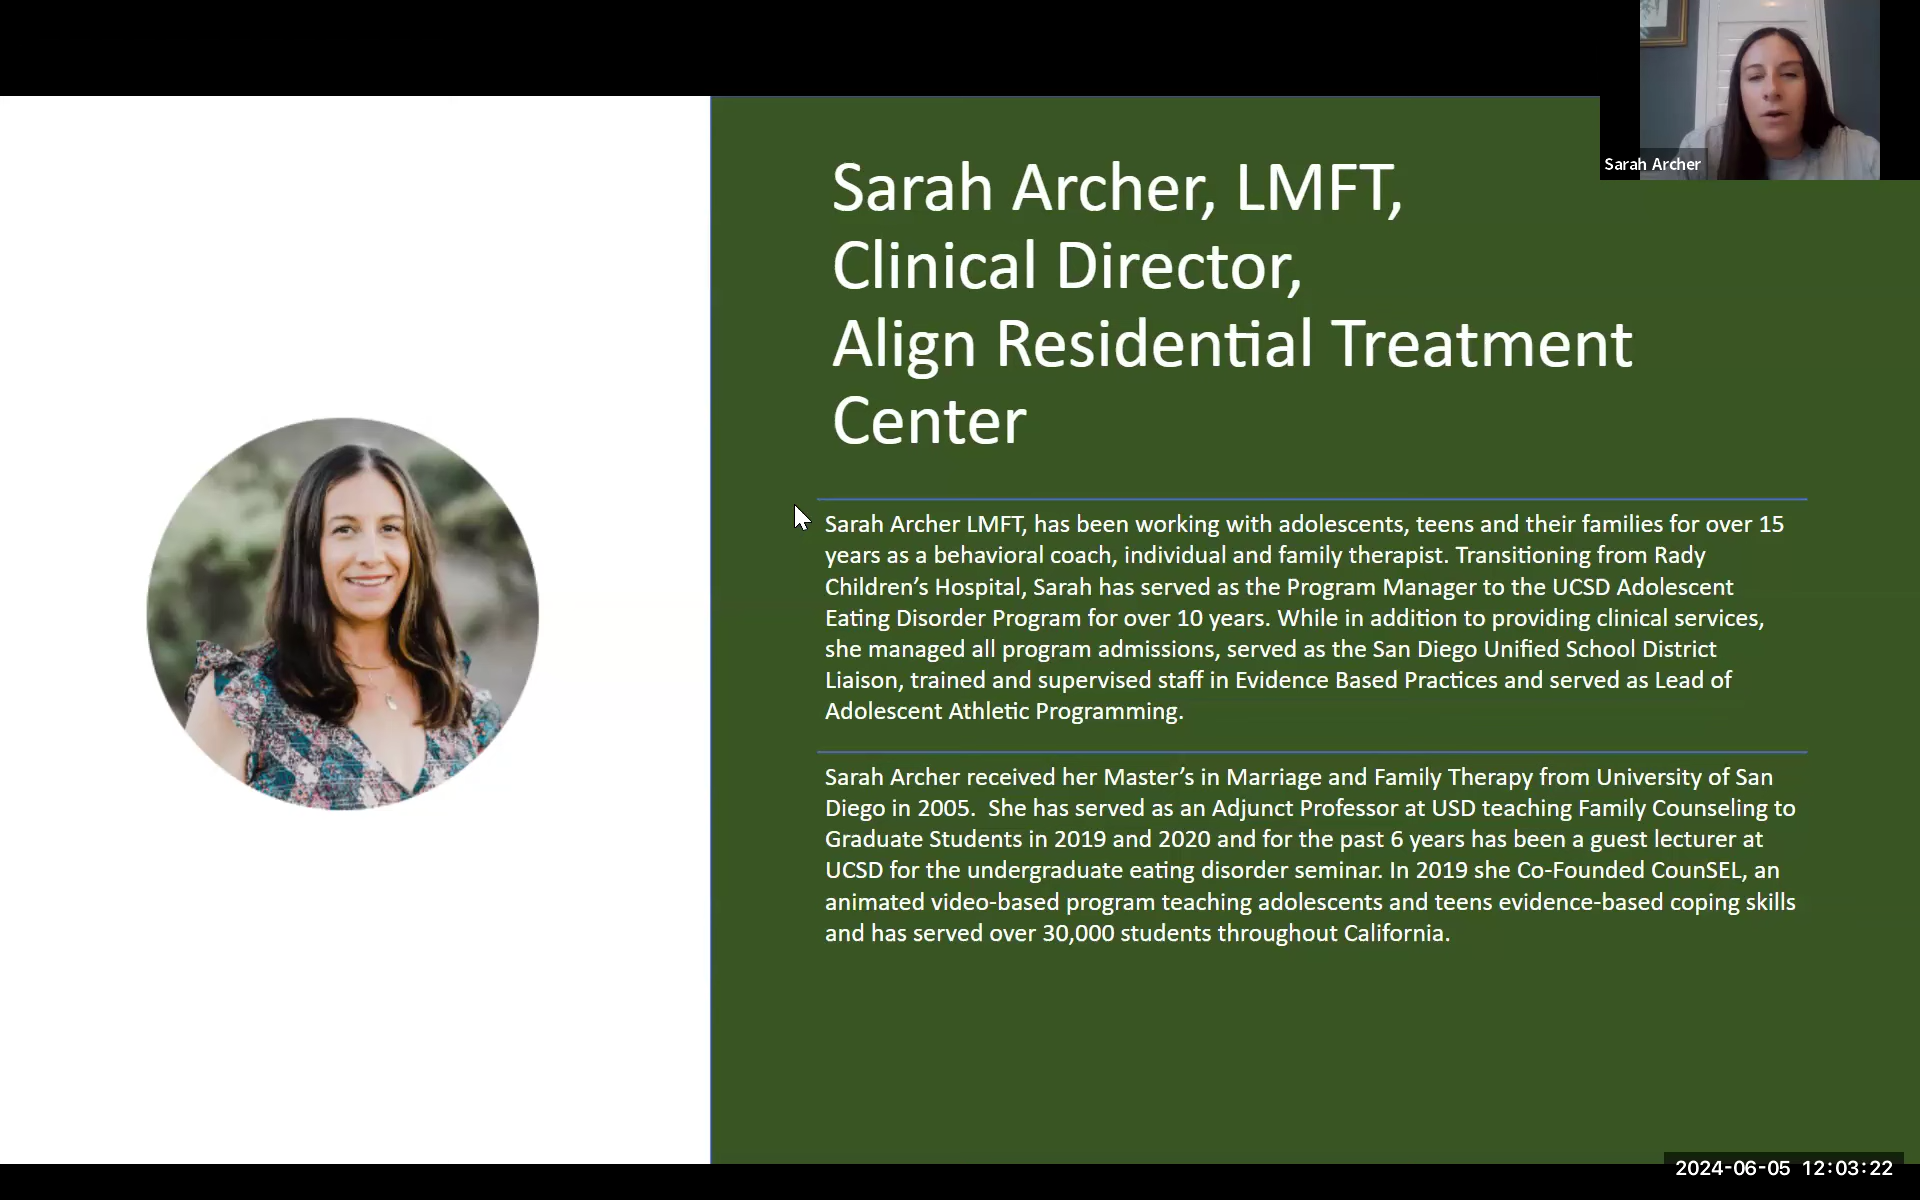 Sarah Archer
Sarah Archer, LMFT,
Clinical Director,
Align Residential Treatment
Center
Sarah Archer LMFT, has been working with adolescents, teens and their families for over 15
years as a behavioral coach, individual and family therapist. Transitioning from Rady
Children’s Hospital, Sarah has served as the Program Manager to the UCSD Adolescent
Eating Disorder Program for over 10 years. While in addition to providing clinical services,
she managed all program admissions, served as the San Diego Unified School District
Liaison, trained and supervised staff in Evidence Based Practices and served as Lead of
Adolescent Athletic Programming.
Sarah Archer received her Master’s in Marriage and Family Therapy from University of San
Diego in 2005.  She has served as an Adjunct Professor at USD teaching Family Counseling to
Graduate Students in 2019 and 2020 and for the past 6 years has been a guest lecturer at
UCSD for the undergraduate eating disorder seminar. In 2019 she Co-Founded CounSEL, an
animated video-based program teaching adolescents and teens evidence-based coping skills
and has served over 30,000 students throughout California.
2024-06-05 12:03:22